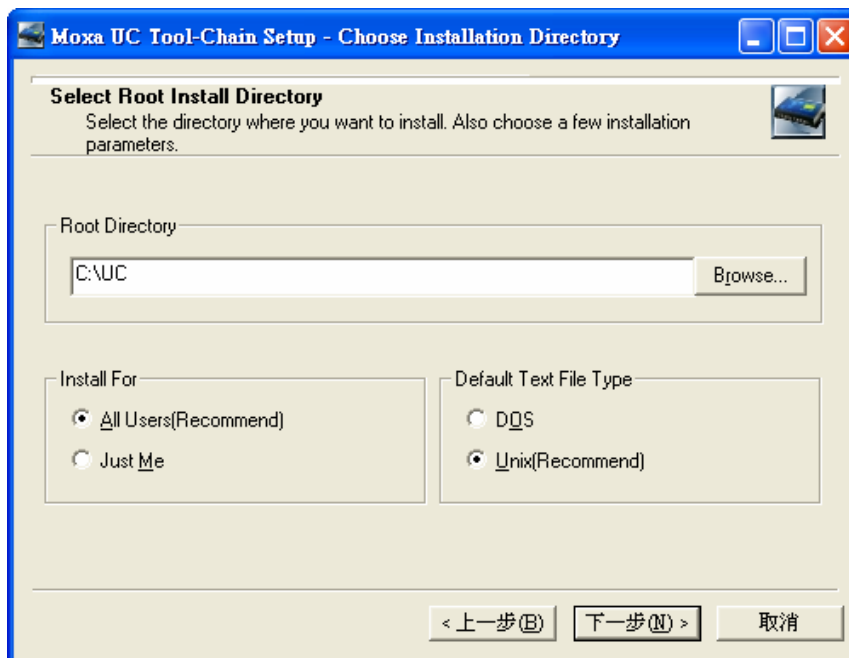 Moxa UC Tool-Chain Setup - Choose Installation Directory
Select Root Install Directory
Select the directory where you want to install. Also choose a few installation
parameters.
Root Directory
C:\UC
Browse...
Install For
All Users(Recommend)
Just Me
Default Text File Type
DOS
Unix(Recommend)
<上一步(B)
下一步(N) >
取消